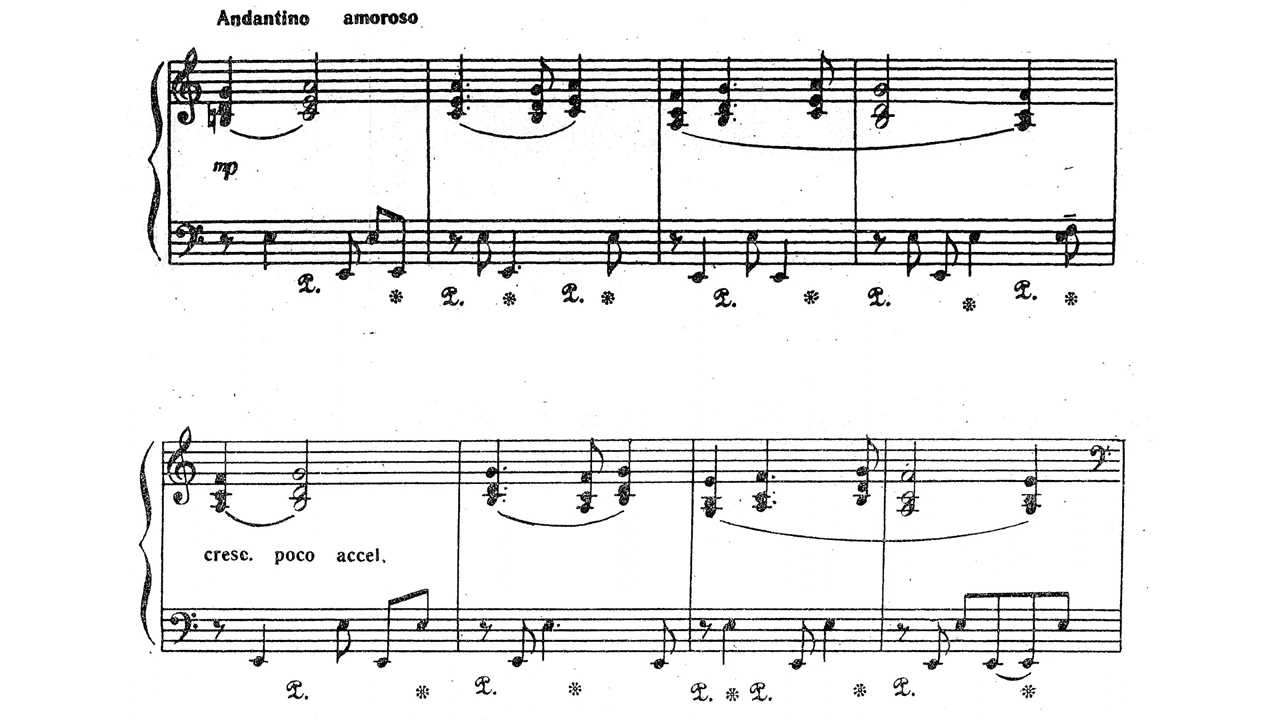 Andantino amoroso
mp
P. * P. * P. * P. * P. * P. *
cresc. poco accel.
P. * P. * P. * P. * P. *